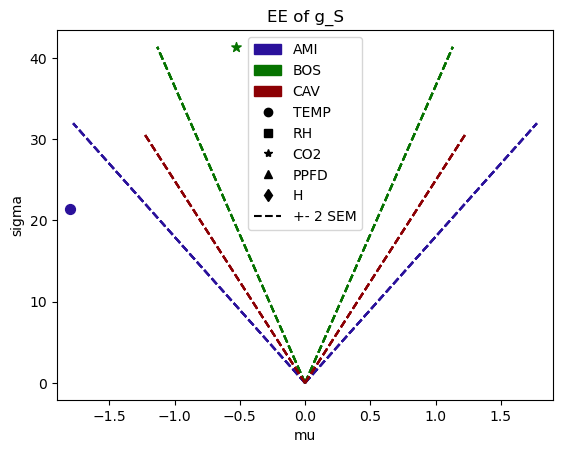 EE of g_S
AMI
BOS
CAV
TEMP
RH
CO2
PPFD
H
+- 2 SEM
sigma
40
30
20
10
0
−1.5 −1.0 −0.5 0.0 0.5 1.0 1.5
mu